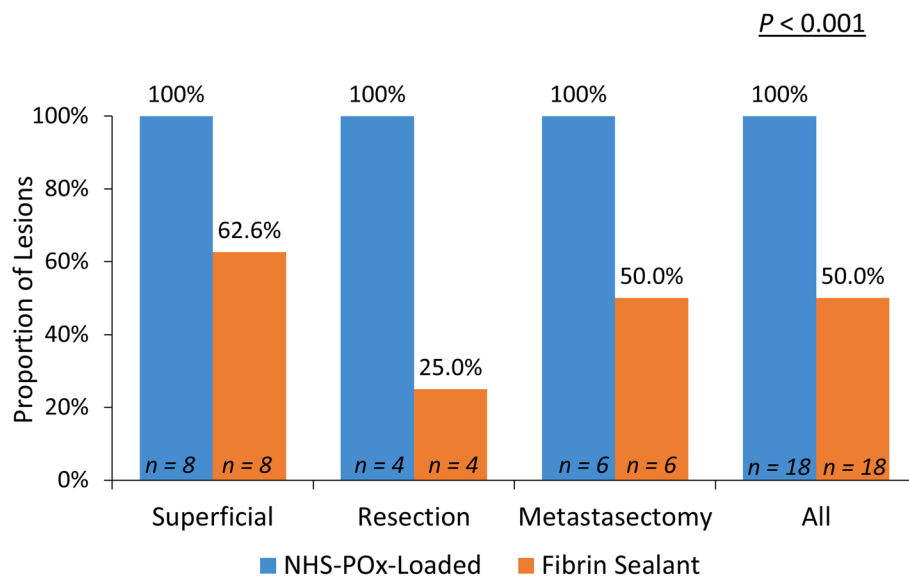 P < 0.001
100% 100% 100% 100%
100%
80%
62.6%
60%
50.0% 50.0%
40%
25.0%
20%
n = 8 n = 8 n = 4 n = 4 n = 6 n = 6 n = 18 n = 18
0%
Proportion of Lesions
Superficial Resection Metastasectomy All
NHS-POx-Loaded Fibrin Sealant